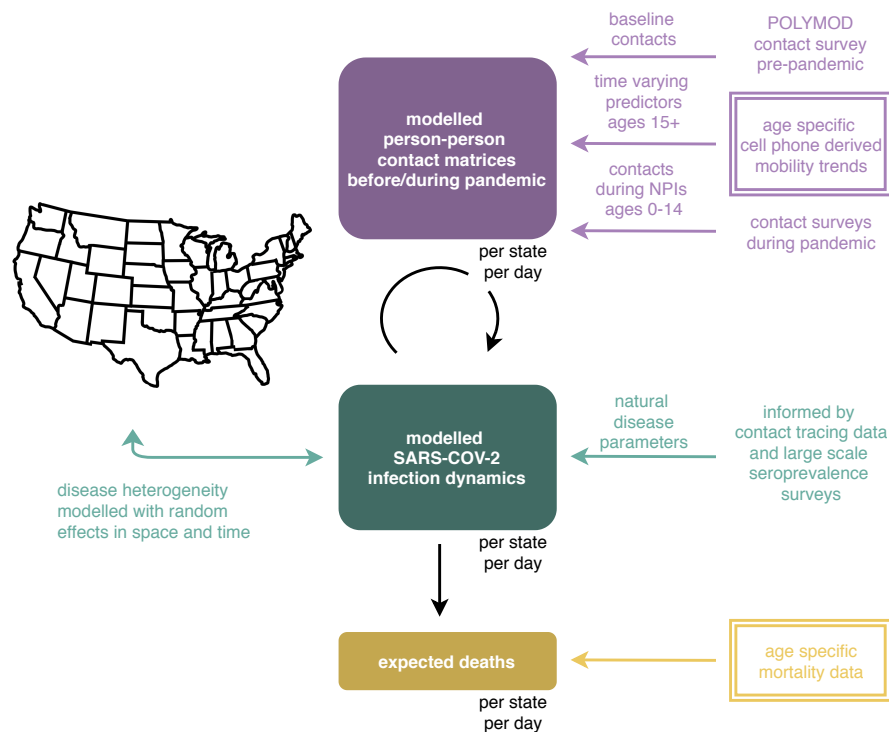 baseline
contacts
POLYMOD
contact survey
pre-pandemic
modelled
person-person
contact matrices
before/during pandemic
time varying
predictors
ages 15+
age specific
cell phone derived
mobility trends
contacts
during NPIs
ages 0-14
contact surveys
during pandemic
per state
per day
modelled
SARS-COV-2
infection dynamics
natural
disease
parameters
informed by
contact tracing data
and large scale
seroprevalence
surveys
disease heterogeneity
modelled with random
effects in space and time
per state
per day
expected deaths
age specific
mortality data
per state
per day